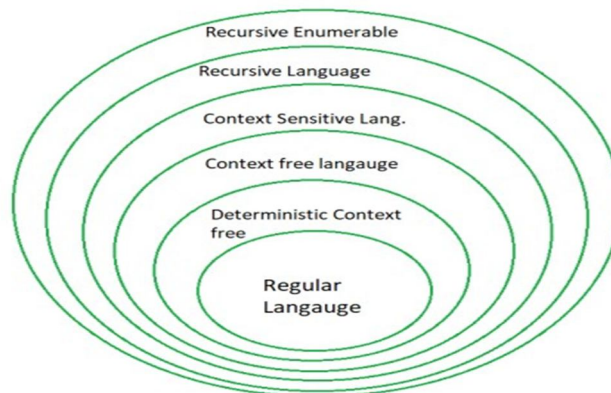 Recursive Enumerable
Recursive Language
Context Sensitive Lang.
Context free langauge
Deterministic Context
free
Regular
Langauge